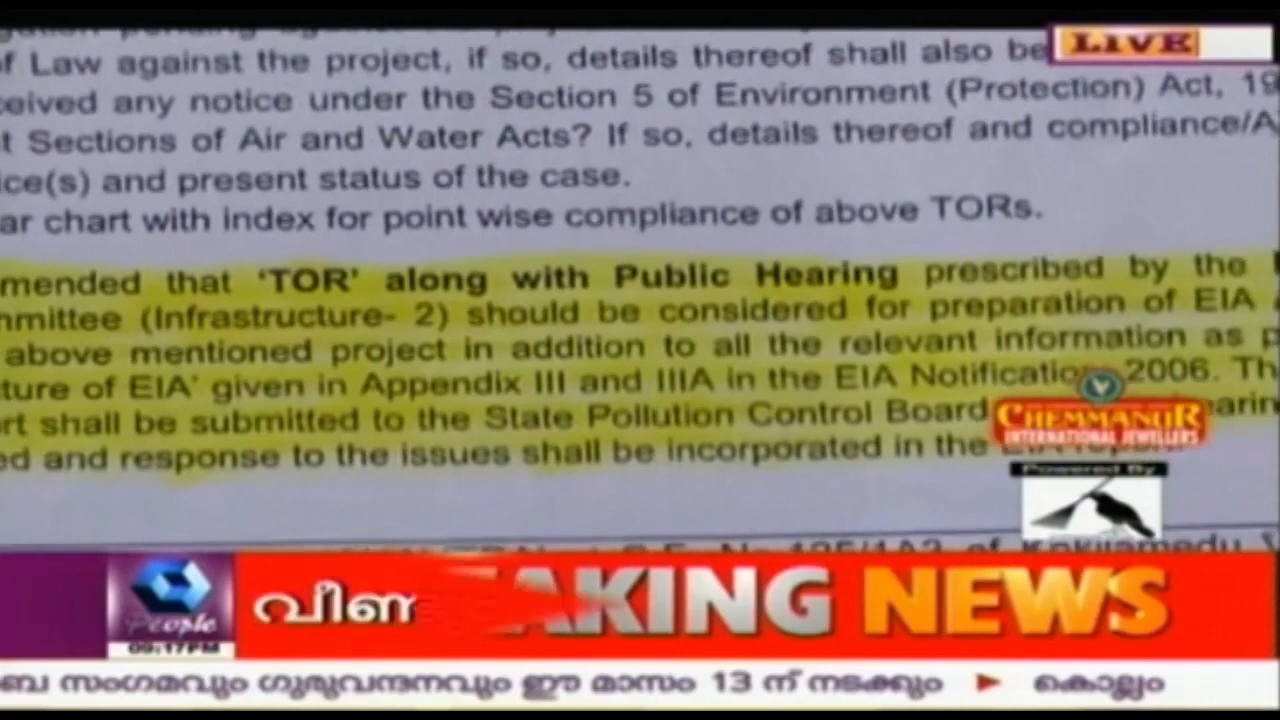 of Law against the project, if so, details thereof shall also be
LIVE
ceived any notice under the Section 5 of Environment (Protection) Act, 19
t Sections of Air and Water Acts? If so, details thereof and compliance/A
ice(s) and present status of the case.
ar chart with index for point wise compliance of above TORs.
mended that 'TOR' along with Public Hearing prescribed by the
mmittee (Infrastructure- 2) should be considered for preparation of EIA
above mentioned project in addition to all the relevant information as p
ture of EIA' given in Appendix III and IIIA in the EIA Notification, 2006. Th
rt shall be submitted to the State Pollution Control Board
ed and response to the issues shall be incorporated in the EIA report.
CHEMMANUR
INTERNATIONAL JEWELLERS
Powered By
People
09:17PM
വീണ
AKING NEWS
ബ സംഗമവും ഗുരുവന്ദനവും ഈ മാസം 13 ന് നടക്കും ► കൊല്ലം